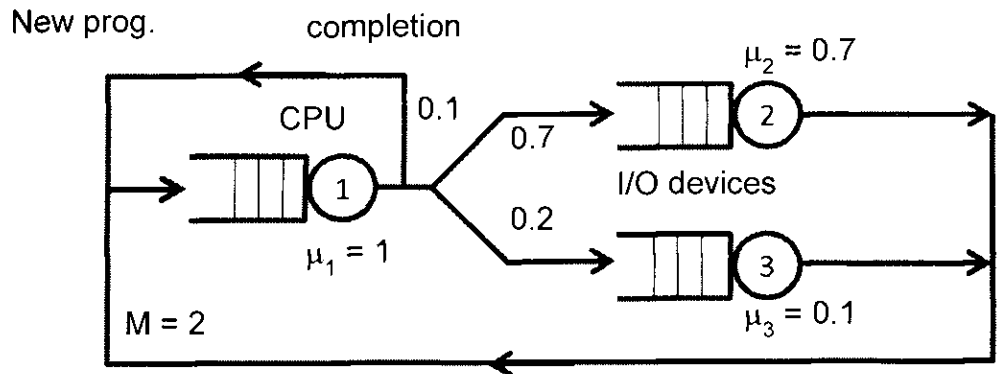 New prog.
completion
μ₂ = 0.7
CPU
0.1
0.7
2
1
I/O devices
0.2
μ₁ = 1
3
M = 2
μ₃ = 0.1